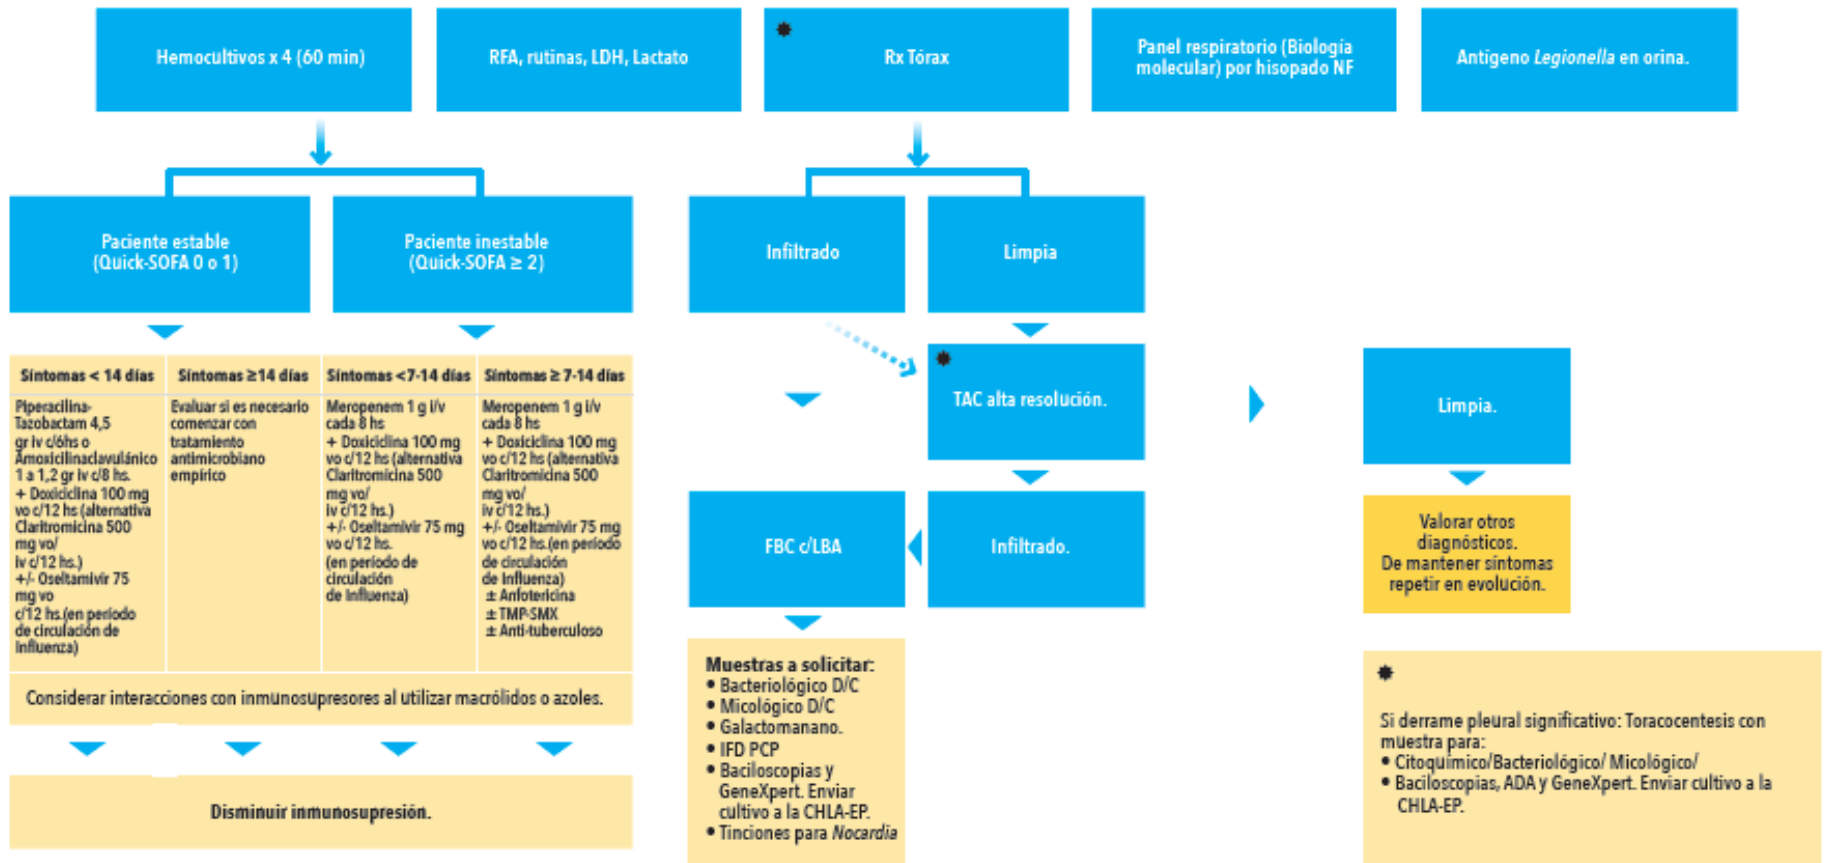 Hemocultivos x 4 (60 min)
RFA, rutinas, LDH, Lactato
Rx Tórax
Panel respiratorio (Biología
molecular) por hisopado NF
Antígeno Legionella en orina.
Paciente estable
(Quick-SOFA 0 o 1)
Paciente inestable
(Quick-SOFA ≥ 2)
Infiltrado
Limpia
Síntomas < 14 días
Piperacilina-
Tazobactam 4,5
gr iv c/6hs o
Amoxicilinaclavulánico
1 a 1,2 gr iv c/8 hs.
+ Doxiciclina 100 mg
vo c/12 hs (alternativa
Claritromicina 500
mg vo/
iv c/12 hs.)
+/- Oseltamivir 75
mg vo
c/12 hs.(en período
de circulación de
Influenza)
Síntomas ≥14 días
Evaluar si es necesario
comenzar con
tratamiento
antimicrobiano
empírico
Síntomas <7-14 días
Meropenem 1 g i/v
cada 8 hs
+ Doxiciclina 100 mg
vo c/12 hs (alternativa
Claritromicina 500
mg vo/
iv c/12 hs.)
+/- Oseltamivir 75 mg
vo c/12 hs.
(en período de
circulación
de Influenza)
Síntomas ≥ 7-14 días
Meropenem 1 g i/v
cada 8 hs
+ Doxiciclina 100 mg
vo c/12 hs (alternativa
Claritromicina 500
mg vo/
iv c/12 hs.)
+/- Oseltamivir 75 mg
vo c/12 hs.(en período
de circulación
de Influenza)
± Anfotericina
± TMP-SMX
± Anti-tuberculoso
Considerar interacciones con inmunosupresores al utilizar macrólidos o azoles.
Disminuir inmunosupresión.
TAC alta resolución.
Limpia.
FBC c/LBA
Infiltrado.
Valorar otros
diagnósticos.
De mantener síntomas
repetir en evolución.
Muestras a solicitar:
• Bacteriológico D/C
• Micológico D/C
• Galactomanano.
• IFD PCP
• Baciloscopias y
GeneXpert. Enviar
cultivo a la CHLA-EP.
• Tinciones para Nocardia
Si derrame pleural significativo: Toracocentesis con
muestra para:
• Citoquímico/Bacteriológico/ Micológico/
• Baciloscopias, ADA y GeneXpert. Enviar cultivo a la
CHLA-EP.